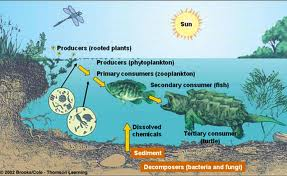 Sun
Producers (rooted plants)
Producers (phytoplankton)
Primary consumers (zooplankton)
Secondary consumer (fish)
Dissolved
chemicals
Tertiary consumer
(turtle)
Sediment
Decomposers (bacteria and fungi)
© 2002 Brooks/Cole - Thomson Learning